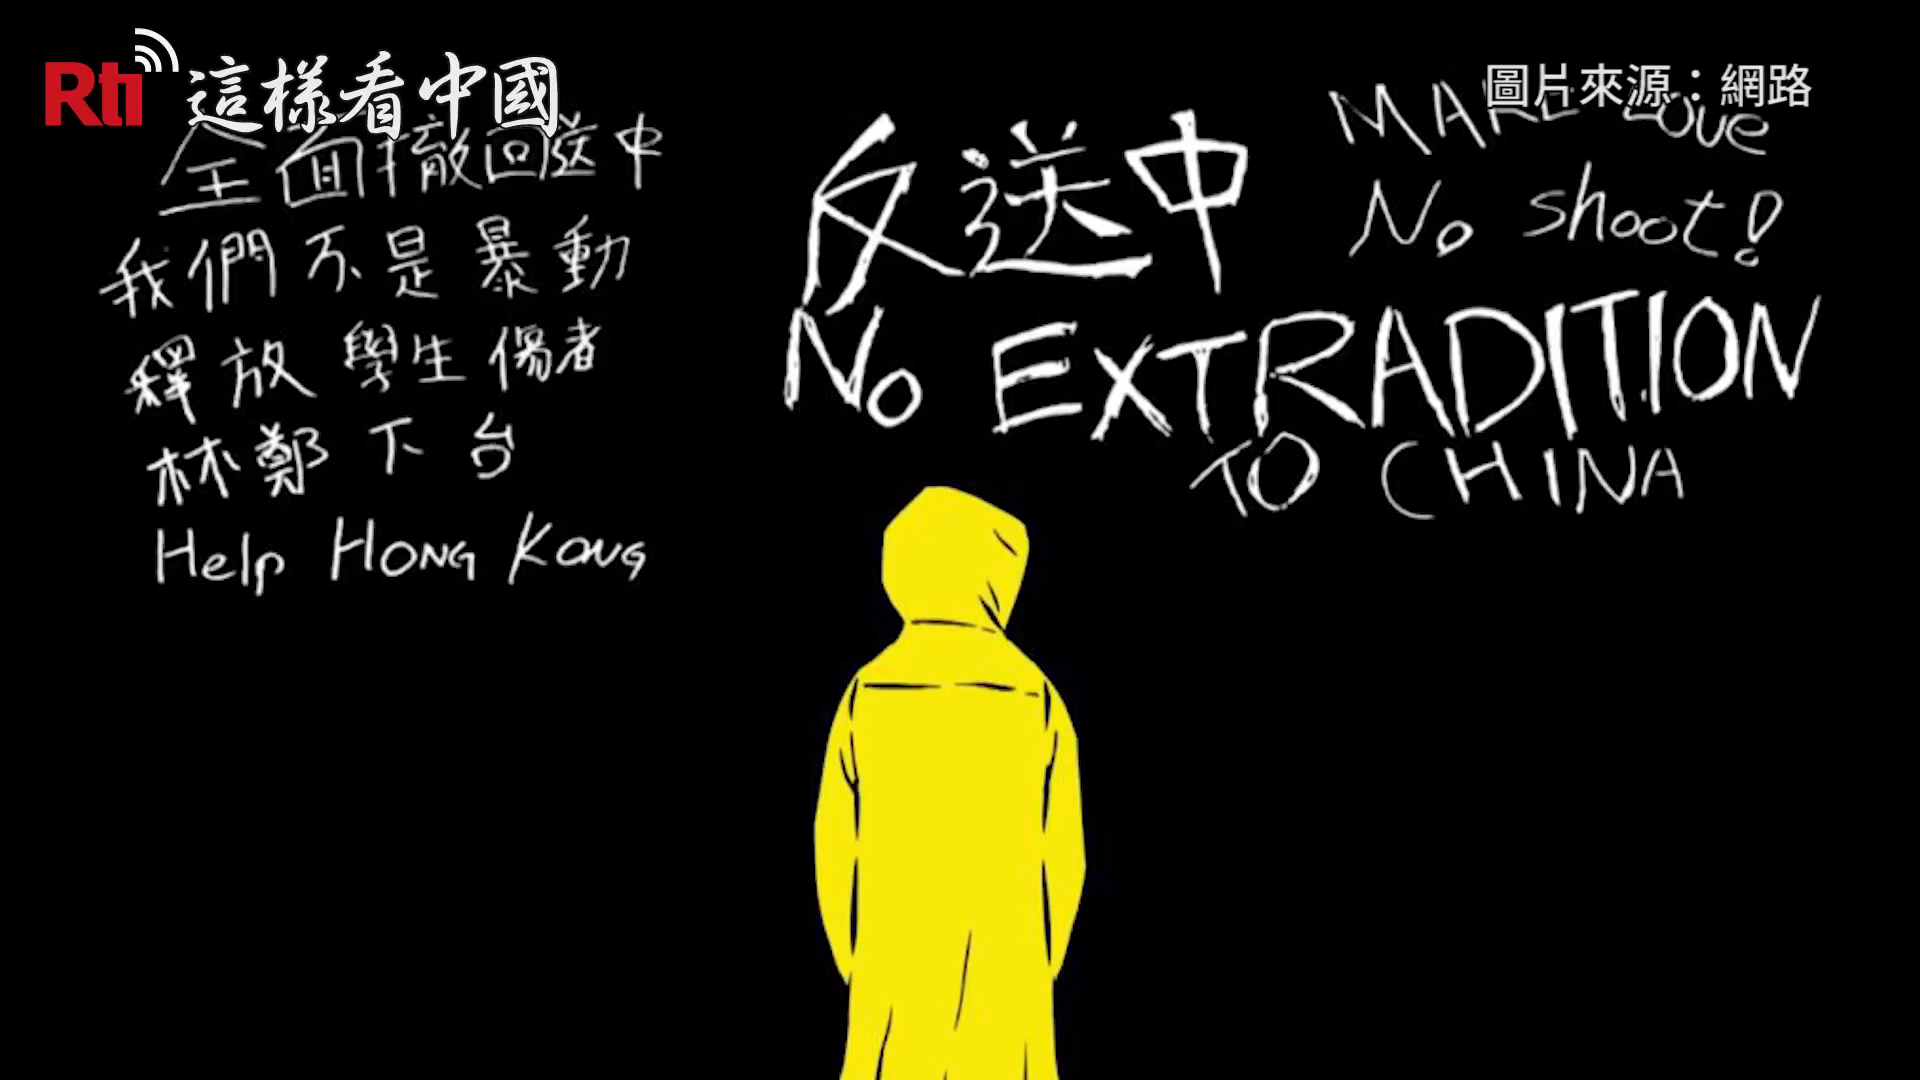 Rti 這樣看中國
圖片來源：網路
全面撤回送中
我們不是暴動
釋放學生傷者
林鄭下台
Help HONG KONG
反送中
No EXTRADITION
TO CHINA
MAKE Love
No shoot!